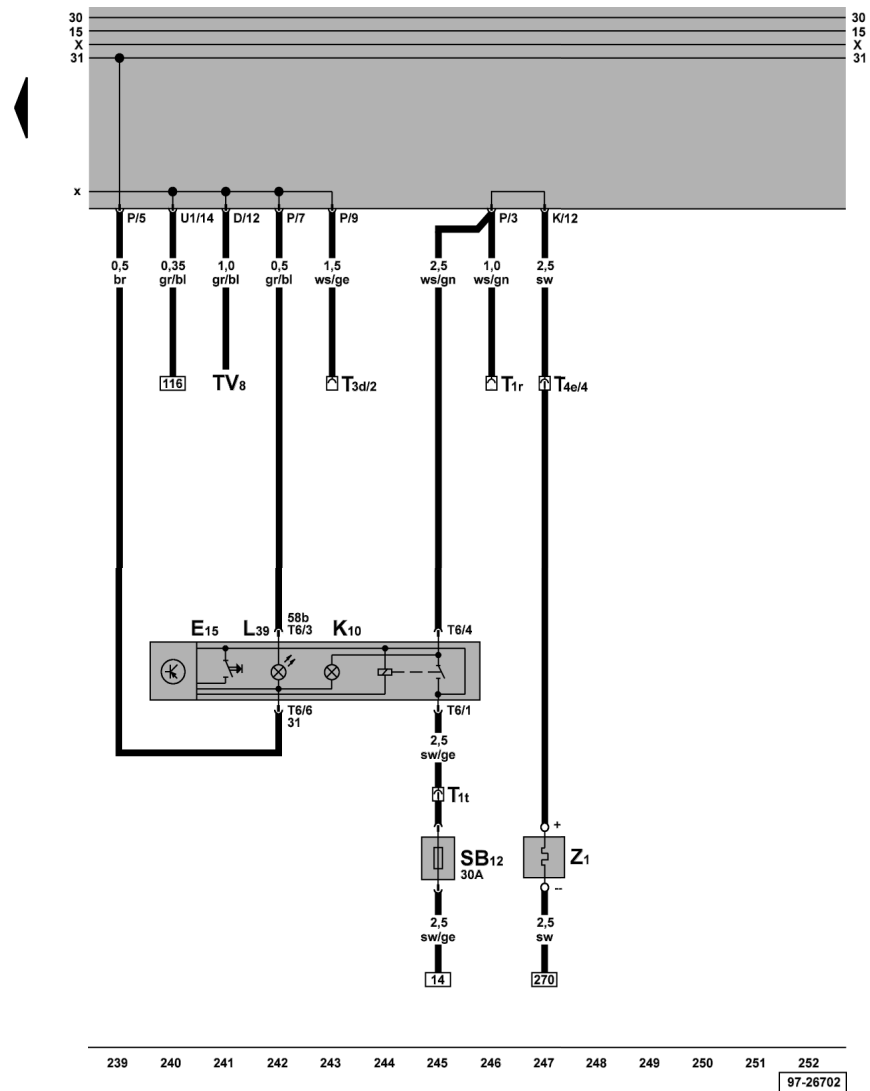 30 30
15 15
X X
31 31
x
P/5 U1/14 D/12 P/7 P/9 P/3 K/12
0,5 0,35 1,0 0,5 1,5 2,5 1,0 2,5
br gr/bl gr/bl gr/bl ws/ge ws/gn ws/gn sw
116 TV8 T3d/2 T1r T4e/4
58b
E15 L39 T6/3 K10 T6/4
T6/6 T6/1
31
2,5
sw/ge
T1t
+
SB12 Z1
30A
--
2,5 2,5
sw/ge sw
14 270
239 240 241 242 243 244 245 246 247 248 249 250 251 252
97-26702